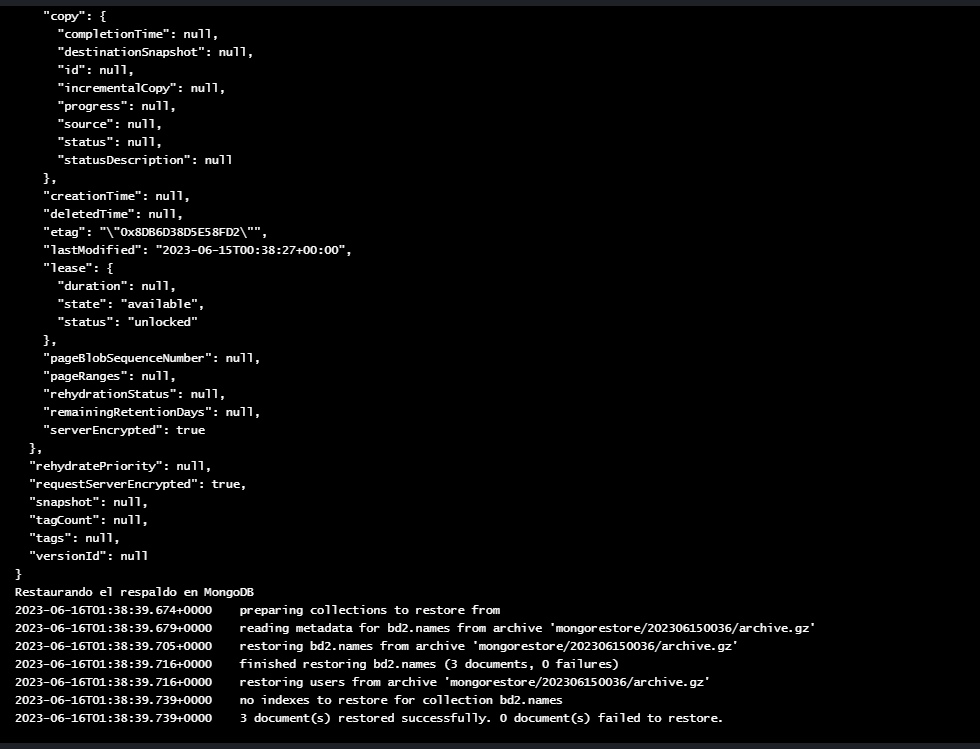 "copy": {
"completionTime": null,
"destinationSnapshot": null,
"id": null,
"incrementalCopy": null,
"progress": null,
"source": null,
"status": null,
"statusDescription": null
},
"creationTime": null,
"deletedTime": null,
"etag": "\"0x8DB6D38D5E58FD2\"",
"lastModified": "2023-06-15T00:38:27+00:00",
"lease": {
"duration": null,
"state": "available",
"status": "unlocked"
},
"pageBlobSequenceNumber": null,
"pageRanges": null,
"rehydrationStatus": null,
"remainingRetentionDays": null,
"serverEncrypted": true
},
"rehydratePriority": null,
"requestServerEncrypted": true,
"snapshot": null,
"tagCount": null,
"tags": null,
"versionId": null
}
Restaurando el respaldo en MongoDB
2023-06-16T01:38:39.674+0000 preparing collections to restore from
2023-06-16T01:38:39.679+0000 reading metadata for bd2.names from archive 'mongorestore/202306150036/archive.gz'
2023-06-16T01:38:39.705+0000 restoring bd2.names from archive 'mongorestore/202306150036/archive.gz'
2023-06-16T01:38:39.716+0000 finished restoring bd2.names (3 documents, 0 failures)
2023-06-16T01:38:39.716+0000 restoring users from archive 'mongorestore/202306150036/archive.gz'
2023-06-16T01:38:39.739+0000 no indexes to restore for collection bd2.names
2023-06-16T01:38:39.739+0000 3 document(s) restored successfully. 0 document(s) failed to restore.